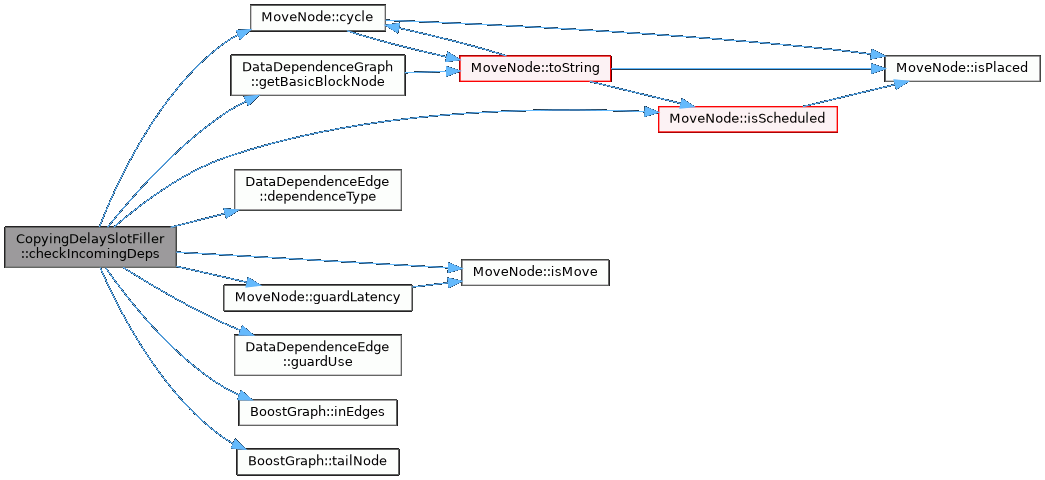 MoveNode::cycle
DataDependenceGraph
::getBasicBlockNode
MoveNode::toString
MoveNode::isPlaced
MoveNode::isScheduled
DataDependenceEdge
::dependenceType
CopyingDelaySlotFiller
::checkIncomingDeps
MoveNode::isMove
MoveNode::guardLatency
DataDependenceEdge
::guardUse
BoostGraph::inEdges
BoostGraph::tailNode